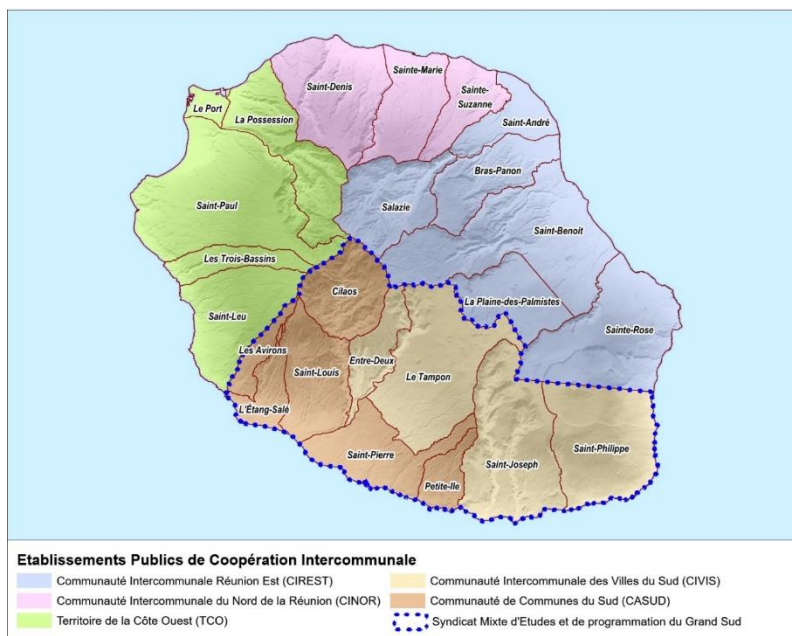 Saint-Denis
Sainte-Marie
Sainte-
Suzanne
Le Port
La Possession
Saint-André
Bras-Panon
Saint-Paul
Salazie
Saint-Benoit
Les Trois-Bassins
Cilaos
La Plaine-des-Palmistes
Saint-Leu
Sainte-Rose
Les Avirons
Entre-Deux
Saint-Louis
Le Tampon
L'Étang-Salé
Saint-Pierre
Saint-Philippe
Saint-Joseph
Petite-Ile
Etablissements Publics de Coopération Intercommunale
Communauté Intercommunale Réunion Est (CIREST)
Communauté Intercommunale du Nord de la Réunion (CINOR)
Territoire de la Côte Ouest (TCO)
Communauté Intercommunale des Villes du Sud (CIVIS)
Communauté de Communes du Sud (CASUD)
Syndicat Mixte d'Etudes et de programmation du Grand Sud